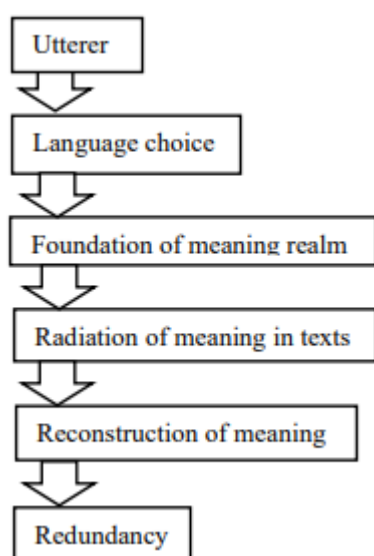 Utterer
Language choice
Foundation of meaning realm
Radiation of meaning in texts
Reconstruction of meaning
Redundancy